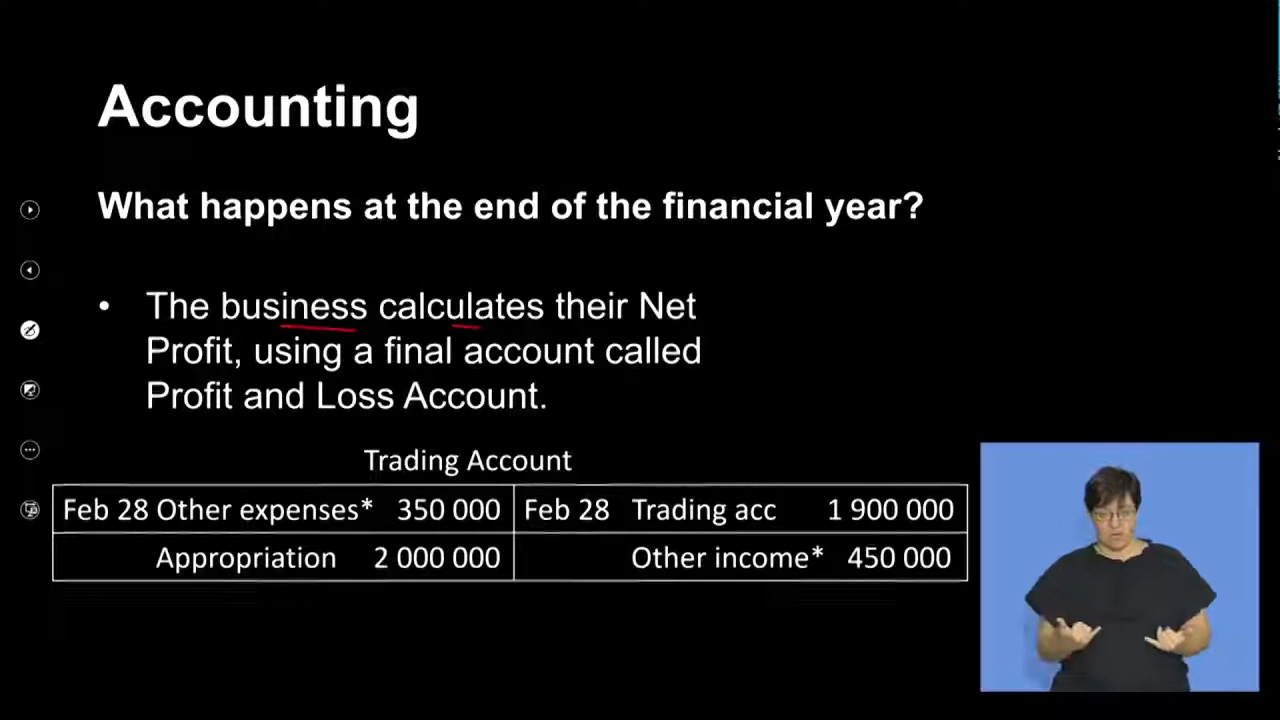 Accounting
What happens at the end of the financial year?
• The business calculates their Net
Profit, using a final account called
Profit and Loss Account.
Trading Account
Feb 28 Other expenses* 350 000 Feb 28 Trading acc 1 900 000
Appropriation 2 000 000 Other income* 450 000